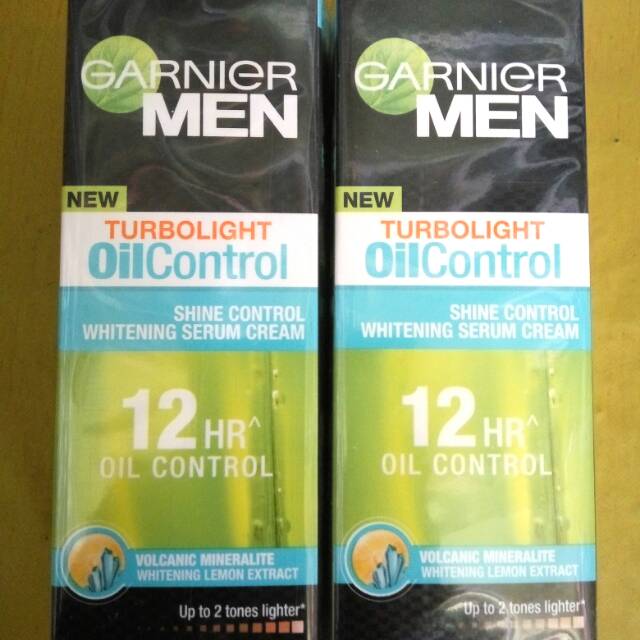 GARNIER
MEN
NEW
TURBOLIGHT
OilControl
SHINE CONTROL
WHITENING SERUM CREAM
12 HR^
OIL CONTROL
VOLCANIC MINERALITE
WHITENING LEMON EXTRACT
Up to 2 tones lighter*
GARNIER
MEN
NEW
TURBOLIGHT
OilControl
SHINE CONTROL
WHITENING SERUM CREAM
12 HR^
OIL CONTROL
VOLCANIC MINERALITE
WHITENING LEMON EXTRACT
Up to 2 tones lighter*